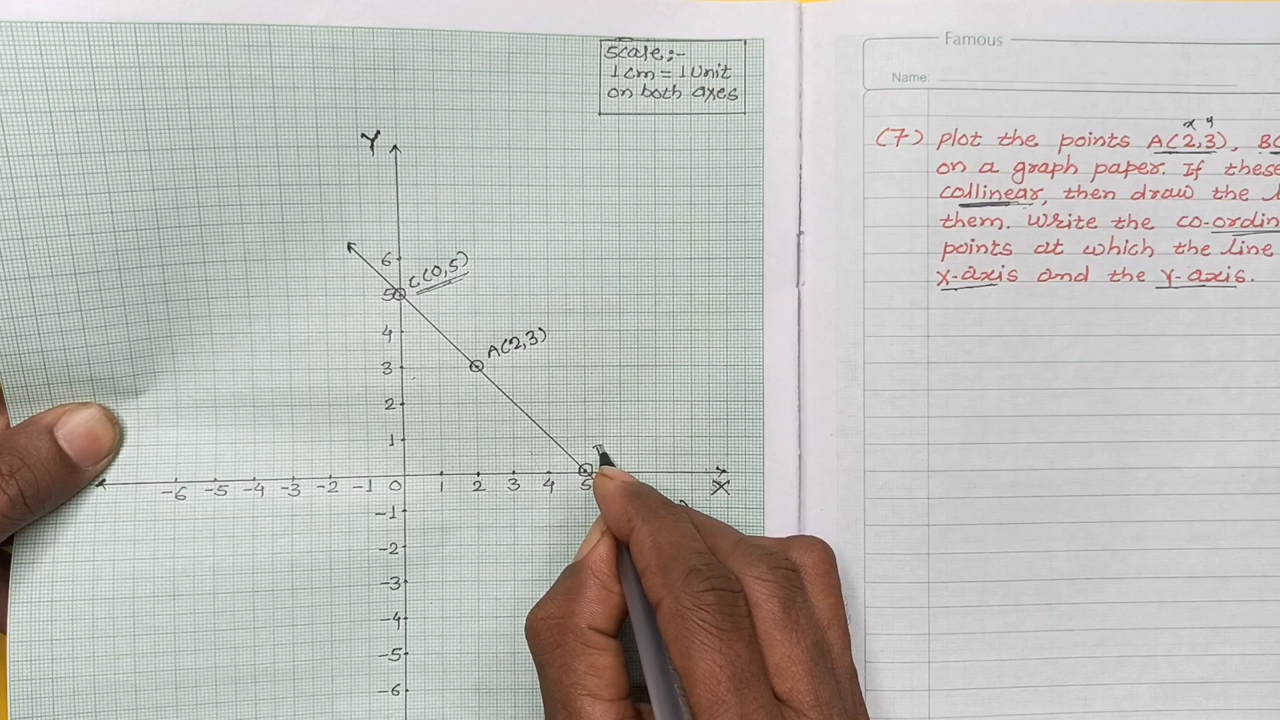 Scale:-
1cm = 1 Unit
on both axes
Y
6
C(0,5)
5
4
A(2,3)
3
2
1
-6 -5 -4 -3 -2 -1 0 1 2 3 4 5
X
-1
-2
-3
-4
-5
-6
Famous
Name:
x y
(7) Plot the points A(2,3),
on a graph paper. If these
collinear, then draw the
them. Write the co-ordin
points at which the line
X-axis and the Y-axis.